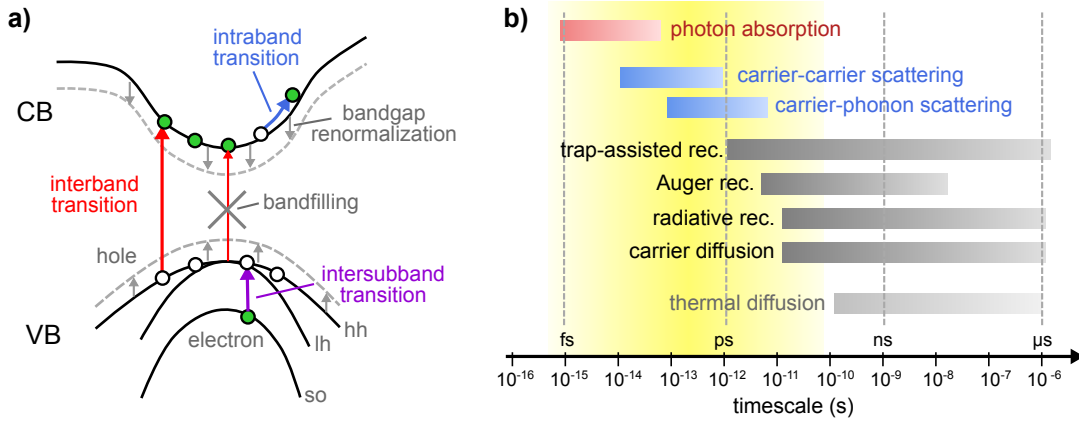 a)
intraband
transition
CB
bandgap
renormalization
interband
transition
bandfilling
hole
intersubband
transition
VB
electron
hh
lh
so
b)
photon absorption
carrier-carrier scattering
carrier-phonon scattering
trap-assisted rec.
Auger rec.
radiative rec.
carrier diffusion
thermal diffusion
fs ps ns µs
10⁻¹⁶ 10⁻¹⁵ 10⁻¹⁴ 10⁻¹³ 10⁻¹² 10⁻¹¹ 10⁻¹⁰ 10⁻⁹ 10⁻⁸ 10⁻⁷ 10⁻⁶
timescale (s)